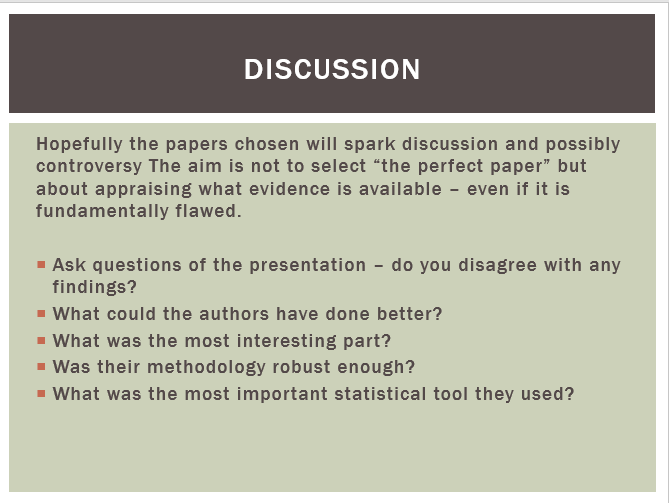 DISCUSSION
Hopefully the papers chosen will spark discussion and possibly
controversy The aim is not to select “the perfect paper” but
about appraising what evidence is available – even if it is
fundamentally flawed.
Ask questions of the presentation – do you disagree with any
findings?
What could the authors have done better?
What was the most interesting part?
Was their methodology robust enough?
What was the most important statistical tool they used?